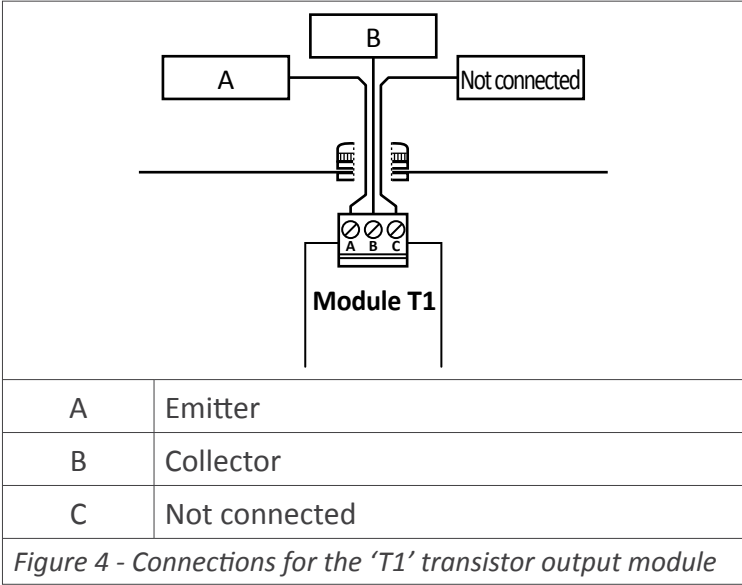 B
A
Not connected
A B C
Module T1
A Emitter
B Collector
C Not connected
Figure 4 - Connections for the ‘T1’ transistor output module